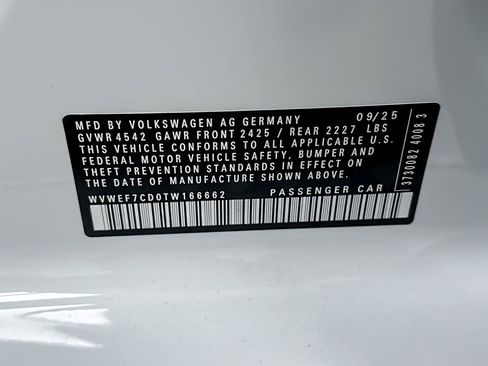 MFD BY VOLKSWAGEN AG GERMANY 09/25
GVWR 4542 GAWR FRONT 2425 / REAR 2227 LBS
THIS VEHICLE CONFORMS TO ALL APPLICABLE U.S.
FEDERAL MOTOR VEHICLE SAFETY, BUMPER AND
THEFT PREVENTION STANDARDS IN EFFECT ON
THE DATE OF MANUFACTURE SHOWN ABOVE.
WVWEF7CD0TW166662 PASSENGER CAR
3730082 4008 3